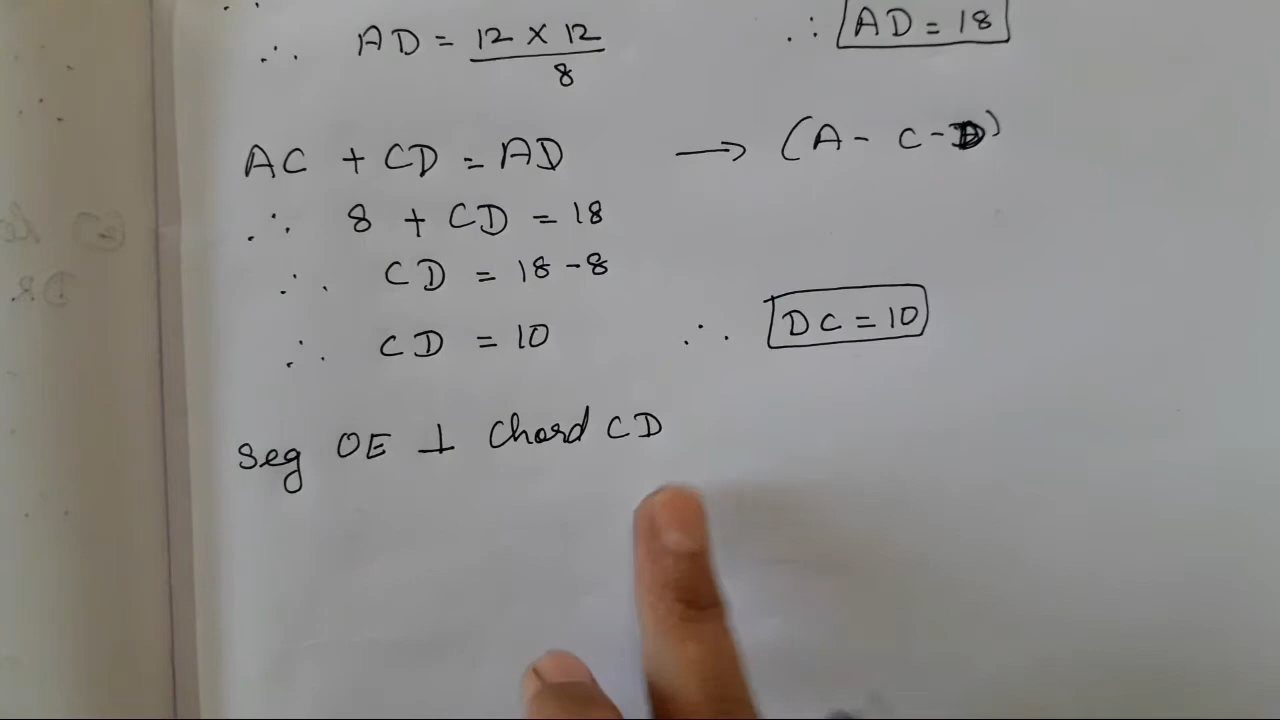 ∴ AD = 12 × 12 / 8 ∴ AD = 18
AC + CD = AD → (A - C - D)
∴ 8 + CD = 18
∴ CD = 18 - 8
∴ CD = 10 ∴ DC = 10
Seg OE ⊥ Chord CD